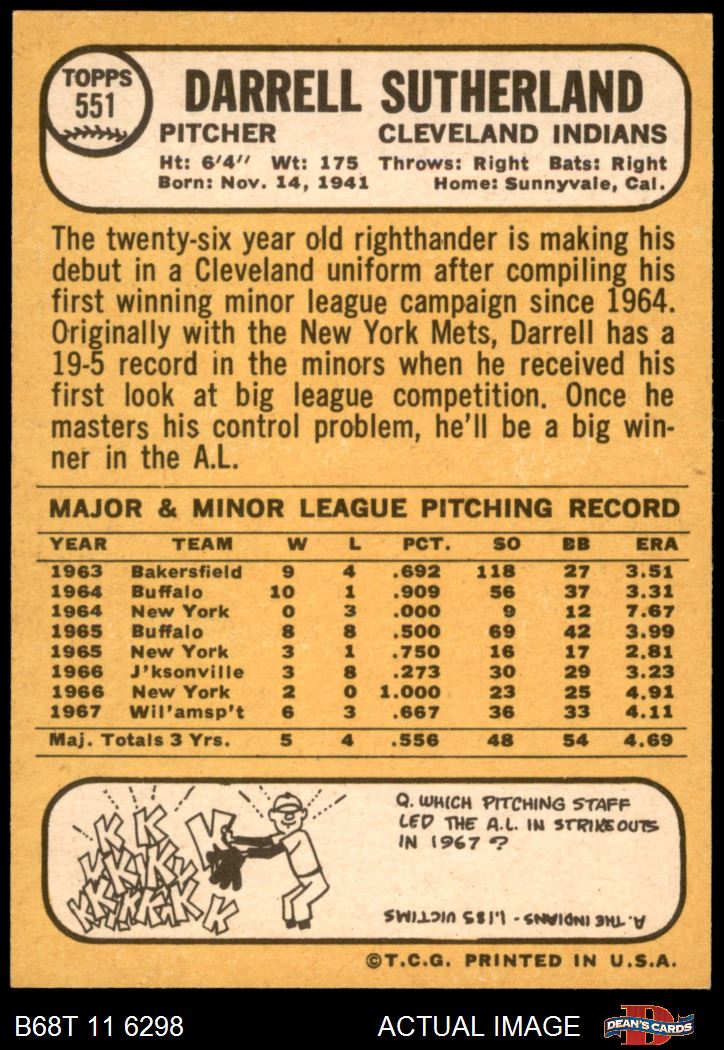 TOPPS
551
DARRELL SUTHERLAND
PITCHER CLEVELAND INDIANS
Ht: 6'4" Wt: 175 Throws: Right Bats: Right
Born: Nov. 14, 1941 Home: Sunnyvale, Cal.
The twenty-six year old righthander is making his
debut in a Cleveland uniform after compiling his
first winning minor league campaign since 1964.
Originally with the New York Mets, Darrell has a
19-5 record in the minors when he received his
first look at big league competition. Once he
masters his control problem, he'll be a big win-
ner in the A.L.
MAJOR & MINOR LEAGUE PITCHING RECORD
YEAR TEAM W L PCT. SO BB ERA
1963 Bakersfield 9 4 .692 118 27 3.51
1964 Buffalo 10 1 .909 56 37 3.31
1964 New York 0 3 .000 9 12 7.67
1965 Buffalo 8 8 .500 69 42 3.99
1965 New York 3 1 .750 16 17 2.81
1966 J'ksonville 3 8 .273 30 29 3.23
1966 New York 2 0 1.000 23 25 4.91
1967 Wil'amsp't 6 3 .667 36 33 4.11
Maj. Totals 3 Yrs. 5 4 .556 48 54 4.69
K K K K K K K K K K K K K
Q. WHICH PITCHING STAFF
LED THE A.L. IN STRIKEOUTS
IN 1967?
A. THE INDIANS - 1,185 VICTIMS
©T.C.G. PRINTED IN U.S.A.
B68T 11 6298 ACTUAL IMAGE D DEAN'S CARDS